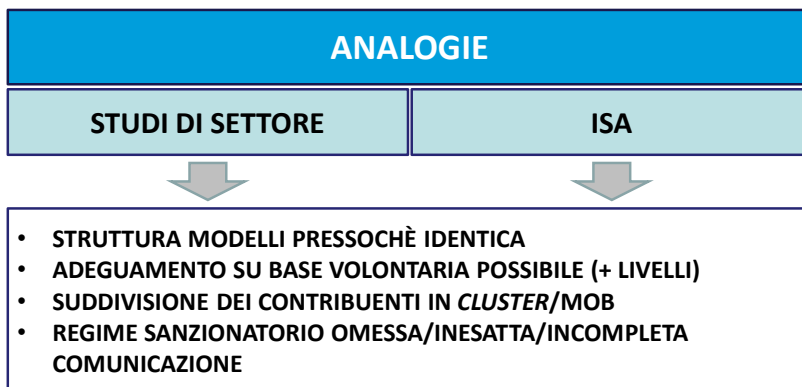 ANALOGIE
STUDI DI SETTORE
ISA
• STRUTTURA MODELLI PRESSOCHÈ IDENTICA
• ADEGUAMENTO SU BASE VOLONTARIA POSSIBILE (+ LIVELLI)
• SUDDIVISIONE DEI CONTRIBUENTI IN CLUSTER/MOB
• REGIME SANZIONATORIO OMESSA/INESATTA/INCOMPLETA
COMUNICAZIONE